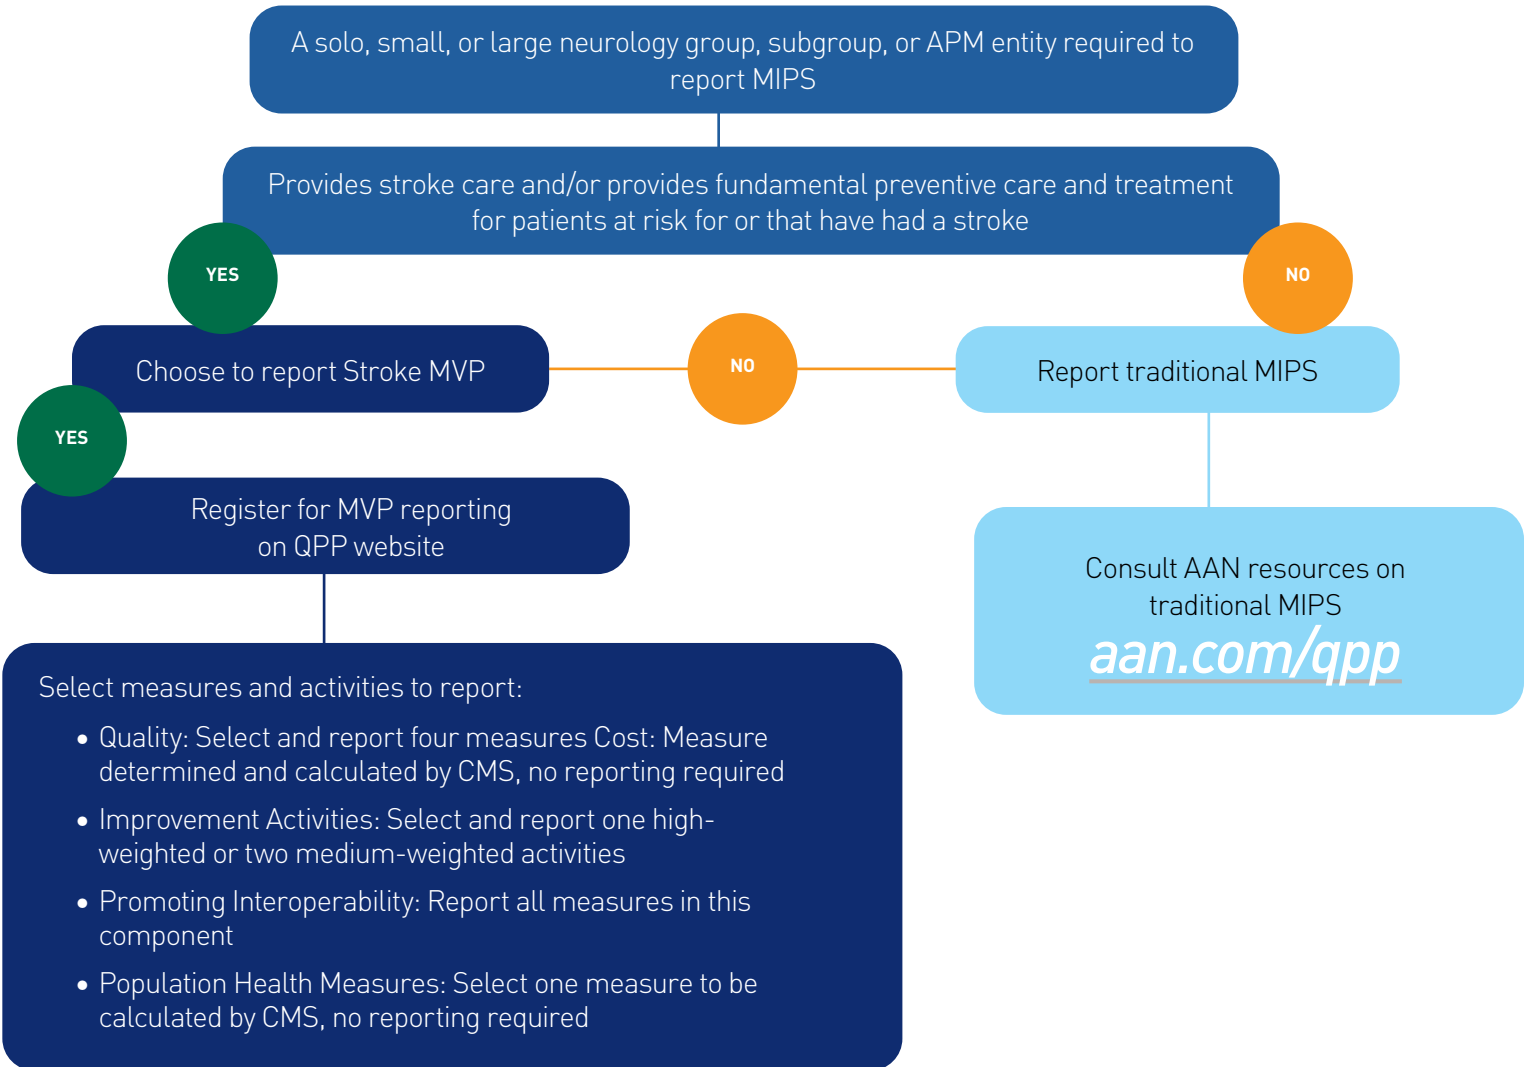 A solo, small, or large neurology group, subgroup, or APM entity required to
report MIPS
Provides stroke care and/or provides fundamental preventive care and treatment
for patients at risk for or that have had a stroke
YES
NO
Choose to report Stroke MVP
NO
Report traditional MIPS
YES
Register for MVP reporting
on QPP website
Consult AAN resources on
traditional MIPS
aan.com/qpp
Select measures and activities to report:
• Quality: Select and report four measures Cost: Measure
determined and calculated by CMS, no reporting required
• Improvement Activities: Select and report one high-
weighted or two medium-weighted activities
• Promoting Interoperability: Report all measures in this
component
• Population Health Measures: Select one measure to be
calculated by CMS, no reporting required